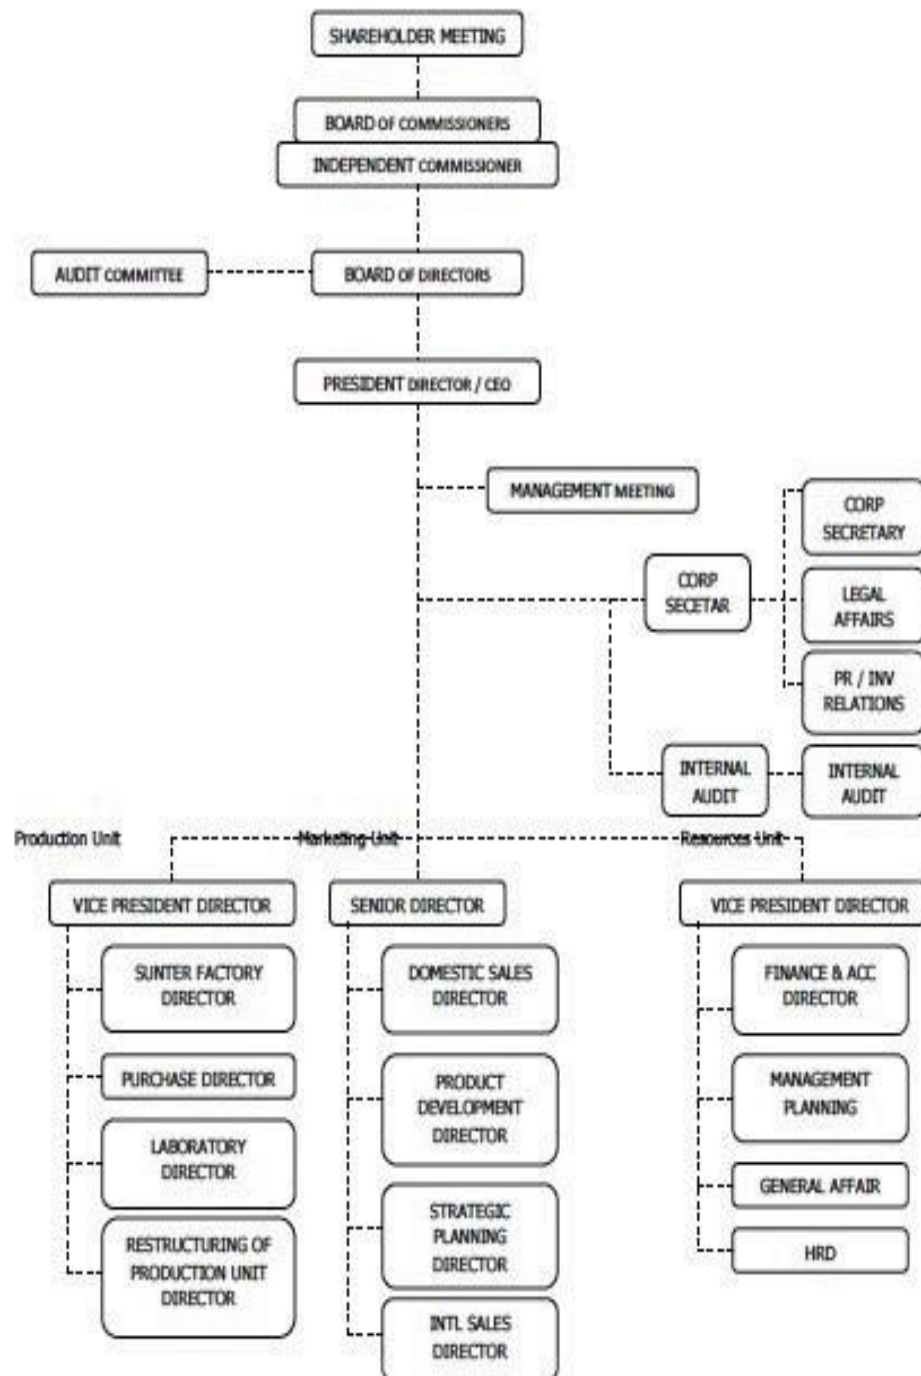 SHAREHOLDER MEETING
BOARD OF COMMISSIONERS
INDEPENDENT COMMISSIONER
AUDIT COMMITTEE
BOARD OF DIRECTORS
PRESIDENT DIRECTOR / CEO
MANAGEMENT MEETING
CORP
SECRETARY
CORP
SECETAR
LEGAL
AFFAIRS
PR / INV
RELATIONS
INTERNAL
AUDIT
INTERNAL
AUDIT
Production Unit
Marketing Unit
Resources Unit
VICE PRESIDENT DIRECTOR
SUNTER FACTORY
DIRECTOR
PURCHASE DIRECTOR
LABORATORY
DIRECTOR
RESTRUCTURING OF
PRODUCTION UNIT
DIRECTOR
SENIOR DIRECTOR
DOMESTIC SALES
DIRECTOR
PRODUCT
DEVELOPMENT
DIRECTOR
STRATEGIC
PLANNING
DIRECTOR
INTL SALES
DIRECTOR
VICE PRESIDENT DIRECTOR
FINANCE & ACC
DIRECTOR
MANAGEMENT
PLANNING
GENERAL AFFAIR
HRD